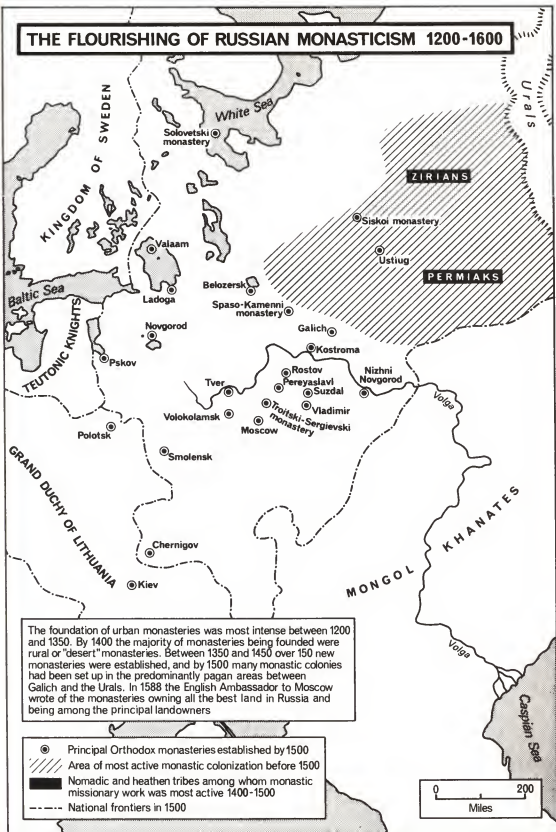 THE FLOURISHING OF RUSSIAN MONASTICISM 1200-1600
KINGDOM OF SWEDEN
White Sea
Urals
Solovetski
monastery
ZIRIANS
Siskoi monastery
Ustiug
PERMIAKS
Valaam
Baltic Sea
Ladoga
Belozersk
Spaso-Kamenni
monastery
TEUTONIC KNIGHTS
Novgorod
Galich
Kostroma
Pskov
Rostov
Pereyaslavl
Nizhni
Novgorod
Tver
Suzdal
Volga
Volokolamsk
Vladimir
Troitski-Sergievski
monastery
Moscow
Polotsk
Smolensk
GRAND DUCHY OF LITHUANIA
MONGOL KHANATES
Chernigov
Kiev
Volga
Caspian Sea
The foundation of urban monasteries was most intense between 1200
and 1350. By 1400 the majority of monasteries being founded were
rural or "desert" monasteries. Between 1350 and 1450 over 150 new
monasteries were established, and by 1500 many monastic colonies
had been set up in the predominantly pagan areas between
Galich and the Urals. In 1588 the English Ambassador to Moscow
wrote of the monasteries owning all the best land in Russia and
being among the principal landowners
Principal Orthodox monasteries established by 1500
Area of most active monastic colonization before 1500
Nomadic and heathen tribes among whom monastic
missionary work was most active 1400-1500
National frontiers in 1500
0 200
Miles